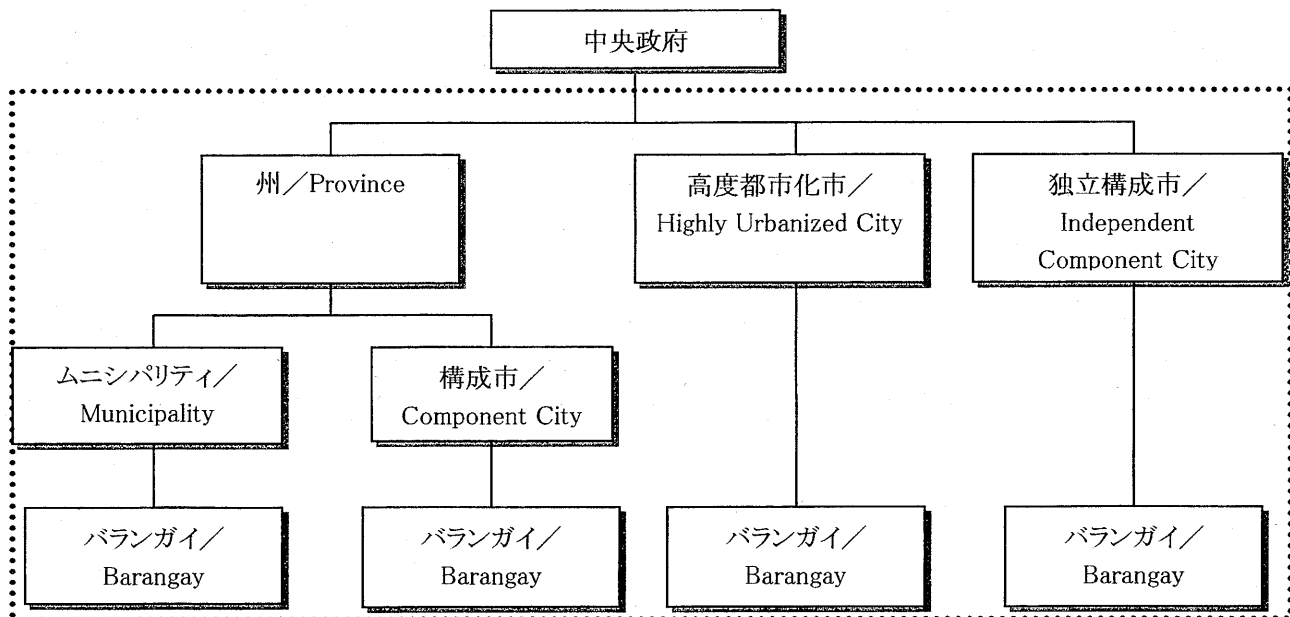 中央政府
州／Province
高度都市化市／
Highly Urbanized City
独立構成市／
Independent
Component City
ムニシパリティ／
Municipality
構成市／
Component City
バランガイ／
Barangay
バランガイ／
Barangay
バランガイ／
Barangay
バランガイ／
Barangay